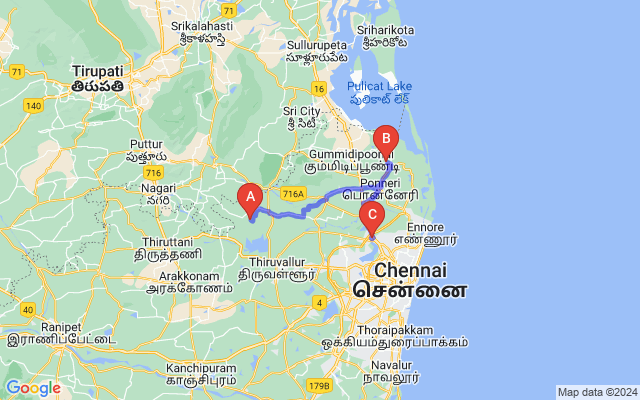 Srikalahasti
శ్రీకాళహస్తి
Sriharikota
శ్రీహరికోట
Sullurupeta
సూళ్లూరుపేట
71
Tirupati
తిరుపతి
71
140
16
Pulicat Lake
పులికాట్ లేక్
Sri City
శ్రీ సిటీ
Puttur
పుత్తూరు
716
B
Gummidipoondi
கும்மிடிப்பூண்டி
716
Nagari
నగరి
A
716A
Ponneri
பொன்னேரி
C
Ennore
எண்ணூர்
Thiruttani
திருத்தணி
Thiruvallur
திருவள்ளூர்
Arakkonam
அரக்கோணம்
Chennai
சென்னை
40
4
Ranipet
இராணிப்பேட்டை
Thoraipakkam
ஒக்கியம்துரைப்பாக்கம்
Kanchipuram
காஞ்சிபுரம்
Navalur
நாவலூர்
179B
Google
Map data ©2024